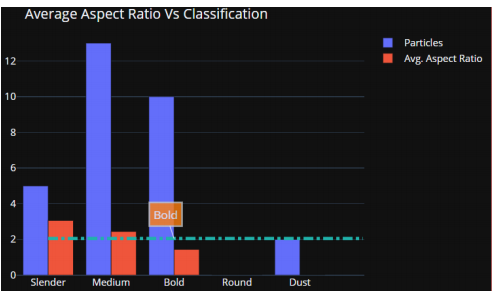 Average Aspect Ratio Vs Classification
Particles
Avg. Aspect Ratio
12
10
8
6
4
2
0
Bold
Slender Medium Bold Round Dust